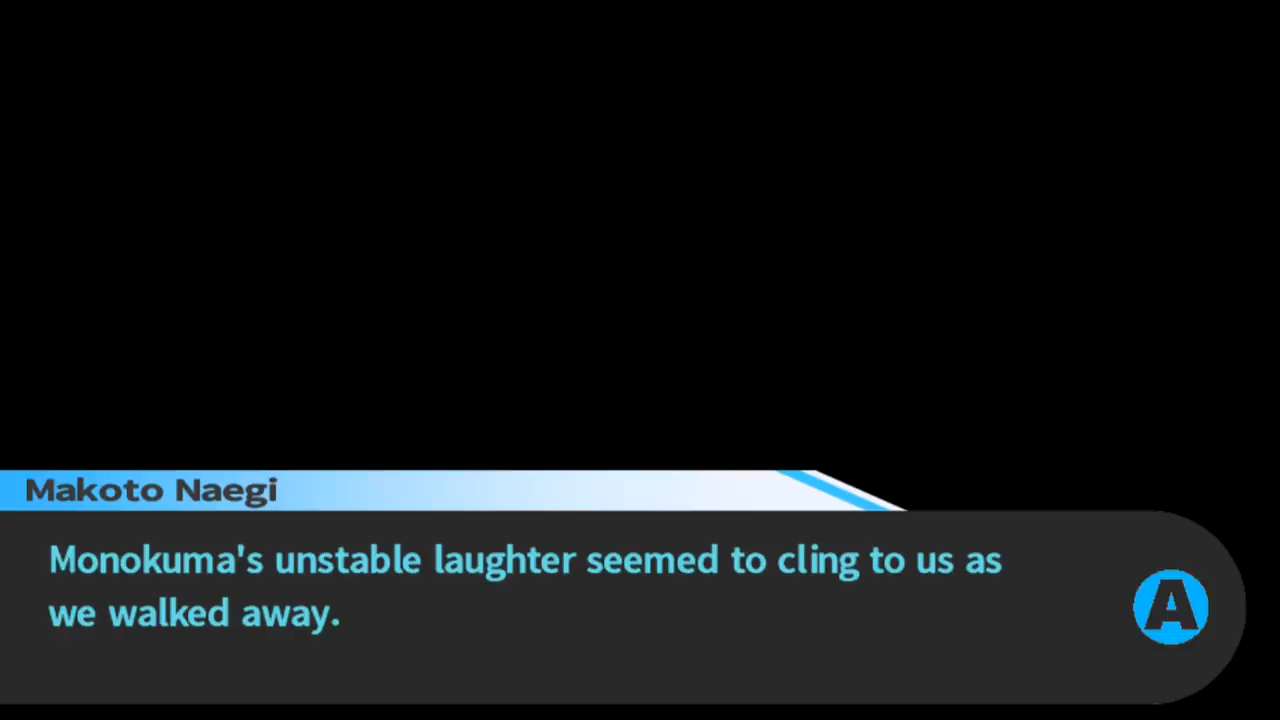 Makoto Naegi
Monokuma's unstable laughter seemed to cling to us as
we walked away.
A